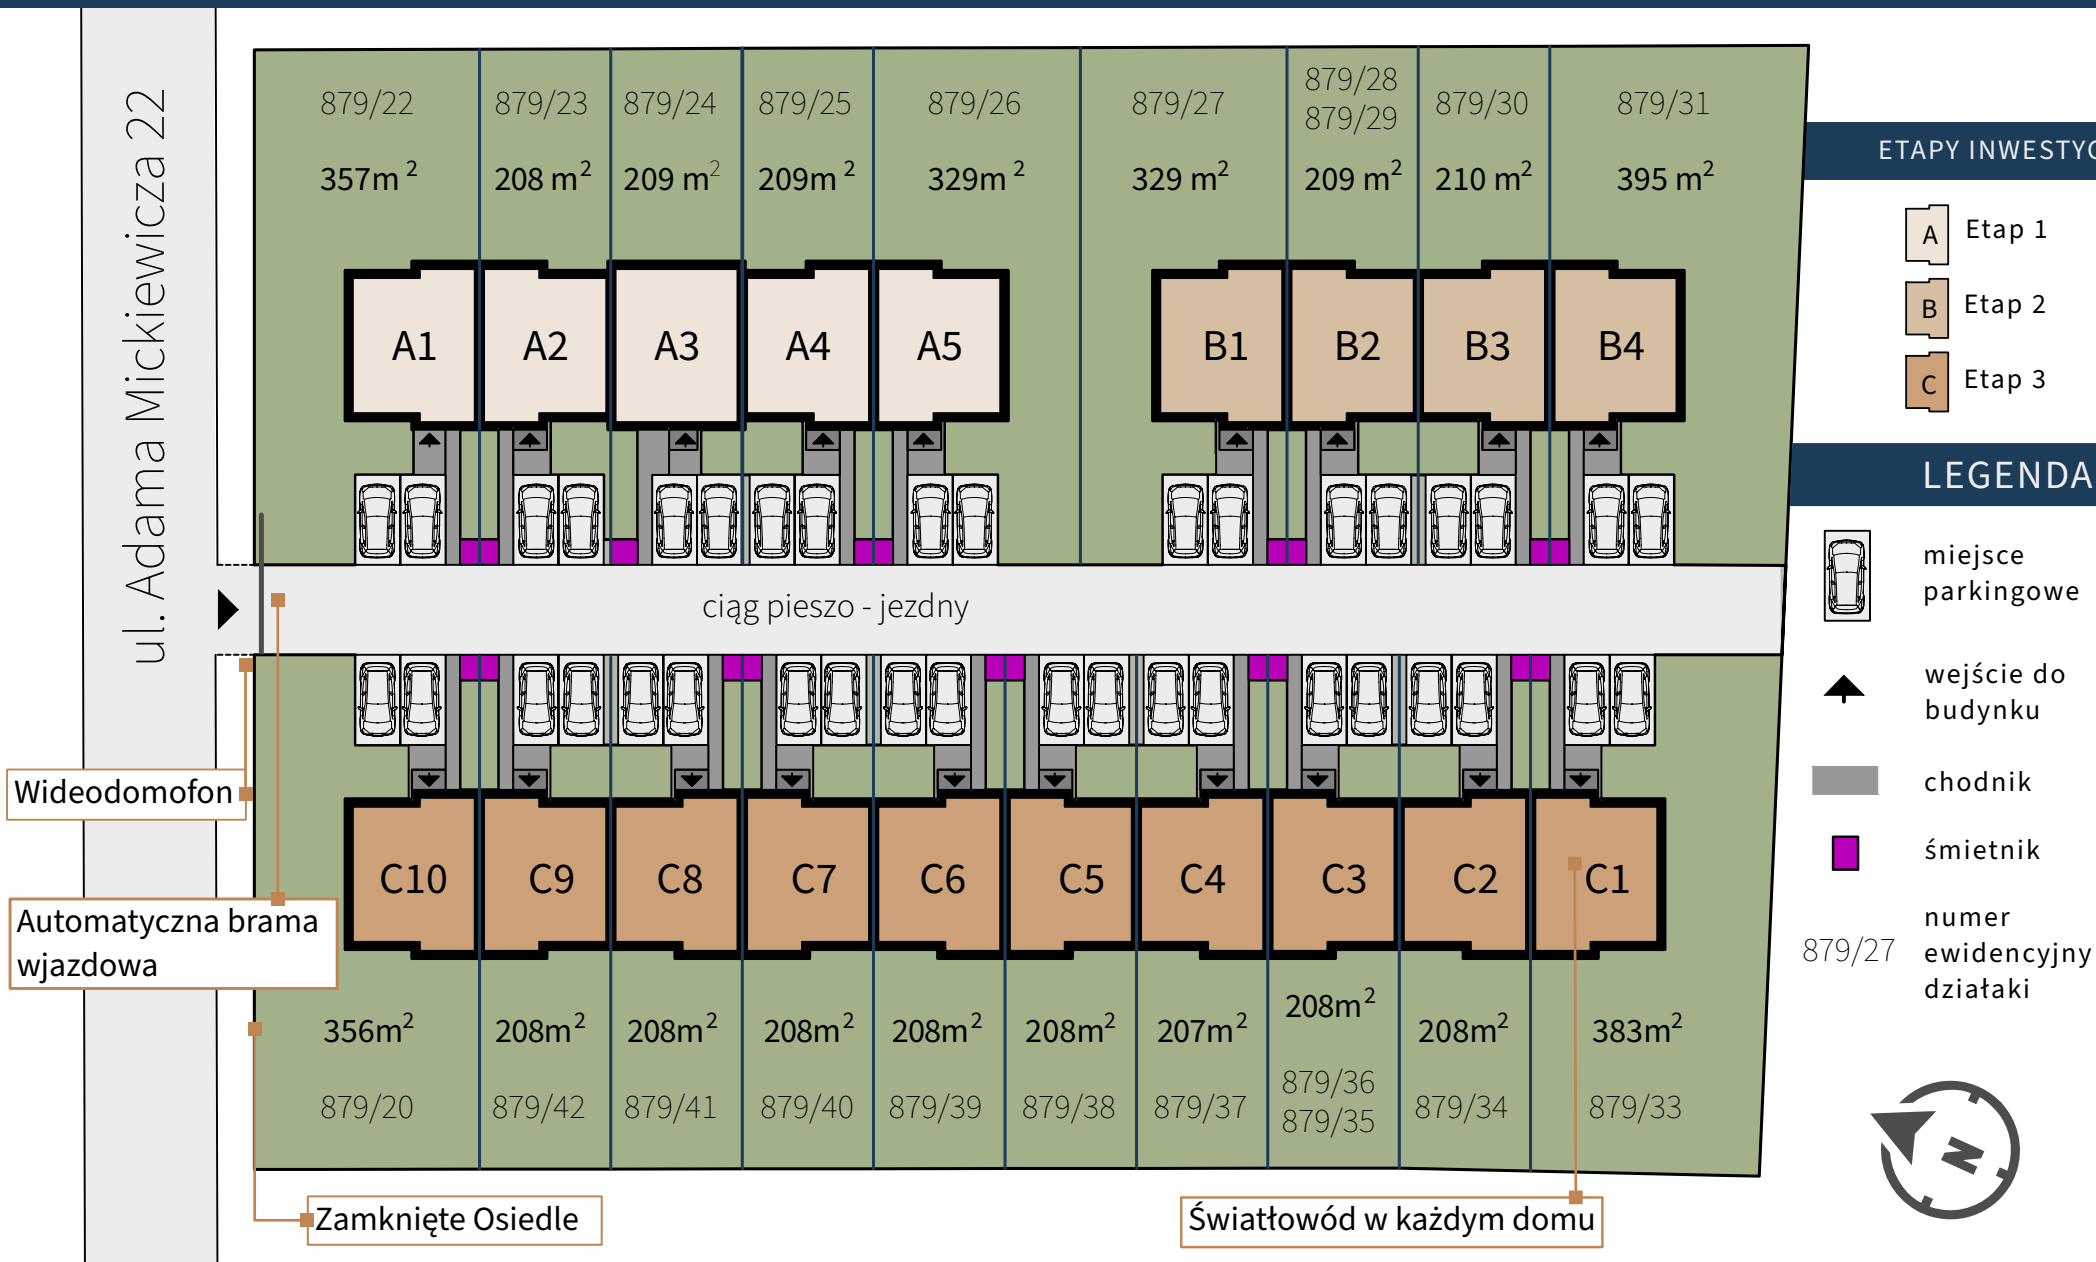 ul. Adama Mickiewicza 22
879/22
879/23
879/24
879/25
879/26
879/27
879/28
879/29
879/30
879/31
357m²
208 m²
209 m²
209m²
329m²
329 m²
209 m²
210 m²
395 m²
A1
A2
A3
A4
A5
B1
B2
B3
B4
ciąg pieszo - jezdny
C10
C9
C8
C7
C6
C5
C4
C3
C2
C1
356m²
208m²
208m²
208m²
208m²
208m²
207m²
208m²
208m²
383m²
879/20
879/42
879/41
879/40
879/39
879/38
879/37
879/36
879/35
879/34
879/33
Wideodomofon
Automatyczna brama
wjazdowa
Zamknięte Osiedle
Światłowód w każdym domu
ETAPY INWESTYC
A Etap 1
B Etap 2
C Etap 3
LEGENDA
miejsce
parkingowe
wejście do
budynku
chodnik
śmietnik
879/27
numer
ewidencyjny
działaki
N